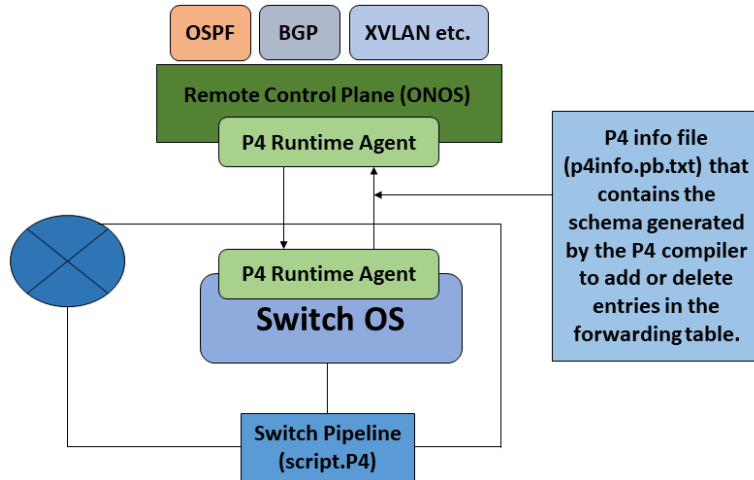 OSPF
BGP
XVLAN etc.
Remote Control Plane (ONOS)
P4 Runtime Agent
P4 info file
(p4info.pb.txt) that
contains the
schema generated
by the P4 compiler
to add or delete
entries in the
forwarding table.
P4 Runtime Agent
Switch OS
Switch Pipeline
(script.P4)